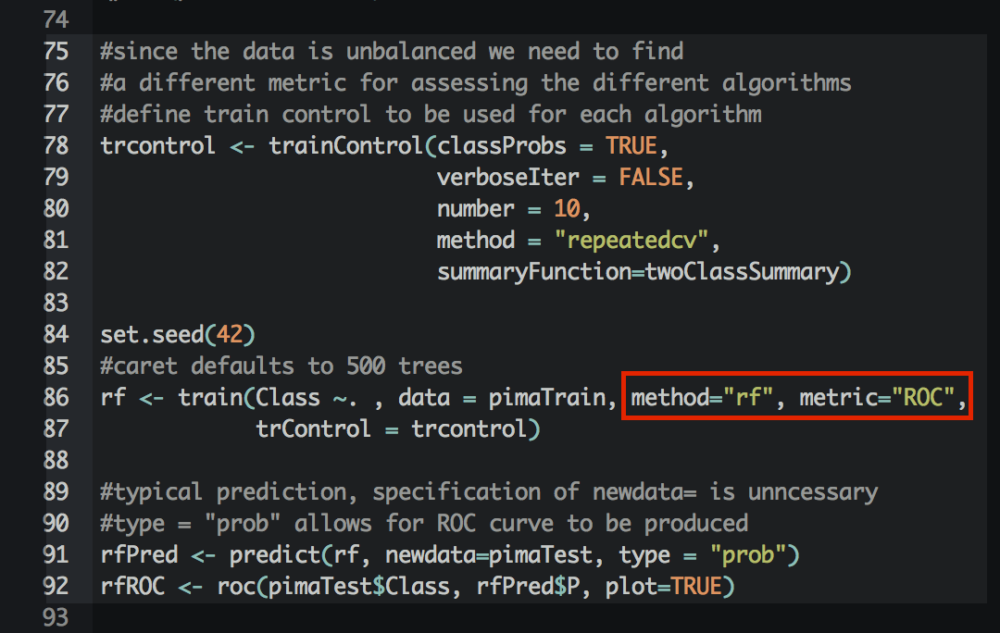 74
75 #since the data is unbalanced we need to find
76 #a different metric for assessing the different algorithms
77 #define train control to be used for each algorithm
78 trcontrol <- trainControl(classProbs = TRUE,
79 verboseIter = FALSE,
80 number = 10,
81 method = "repeatedcv",
82 summaryFunction=twoClassSummary)
83
84 set.seed(42)
85 #caret defaults to 500 trees
86 rf <- train(Class ~. , data = pimaTrain, method="rf", metric="ROC",
87 trControl = trcontrol)
88
89 #typical prediction, specification of newdata= is unncessary
90 #type = "prob" allows for ROC curve to be produced
91 rfPred <- predict(rf, newdata=pimaTest, type = "prob")
92 rfROC <- roc(pimaTest$Class, rfPred$P, plot=TRUE)
93